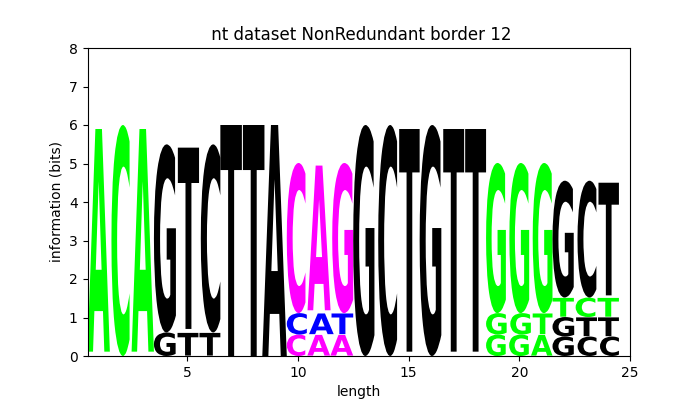 nt dataset NonRedundant border 12
8
7
6
5
4
3
2
1
0
information (bits)
ACAGTCTTACAGGCTGTTGGGGCT
CAT GGT TCT
GTT
GTT CAA GGA GCC
5 10 15 20 25
length